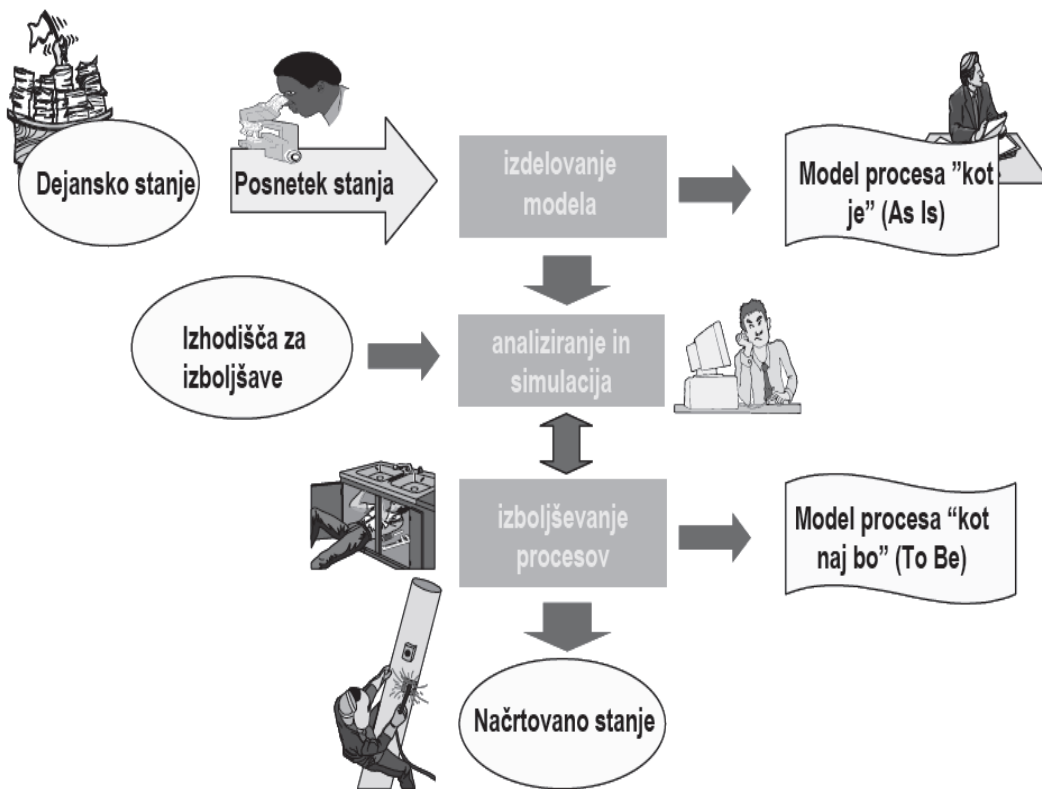 Dejansko stanje
Posnetek stanja
izdelovanje
modela
Model procesa ”kot
je” (As Is)
Izhodišča za
izboljšave
analiziranje in
simulacija
izboljševanje
procesov
Model procesa “kot
naj bo” (To Be)
Načrtovano stanje